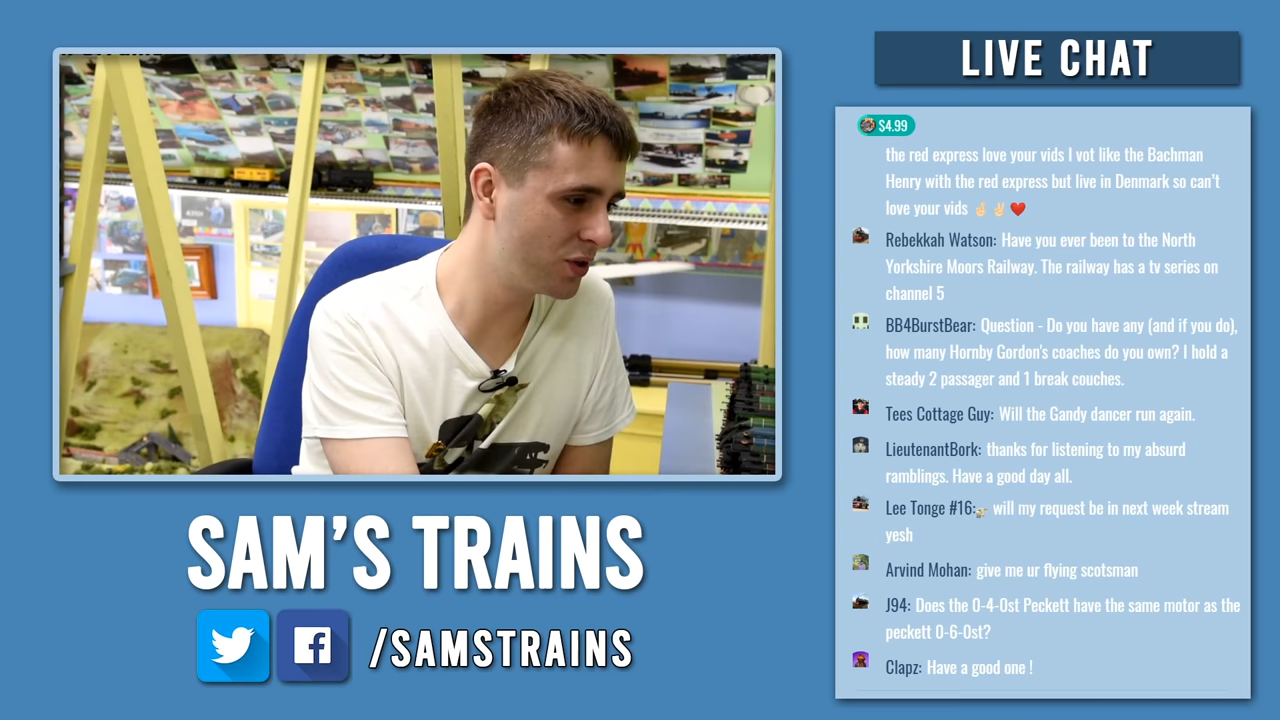 LIVE CHAT
$4.99
the red express love your vids I vot like the Bachman
Henry with the red express but live in Denmark so can't
love your vids ✌🏻✌🏻❤️
Rebekkah Watson: Have you ever been to the North
Yorkshire Moors Railway. The railway has a tv series on
channel 5
BB4BurstBear: Question - Do you have any (and if you do),
how many Hornby Gordon's coaches do you own? I hold a
steady 2 passager and 1 break couches.
Tees Cottage Guy: Will the Gandy dancer run again.
LieutenantBork: thanks for listening to my absurd
ramblings. Have a good day all.
Lee Tonge #16: will my request be in next week stream
yesh
Arvind Mohan: give me ur flying scotsman
J94: Does the 0-4-0st Peckett have the same motor as the
peckett 0-6-0st?
Clapz: Have a good one !
SAM'S TRAINS
/SAMSTRAINS